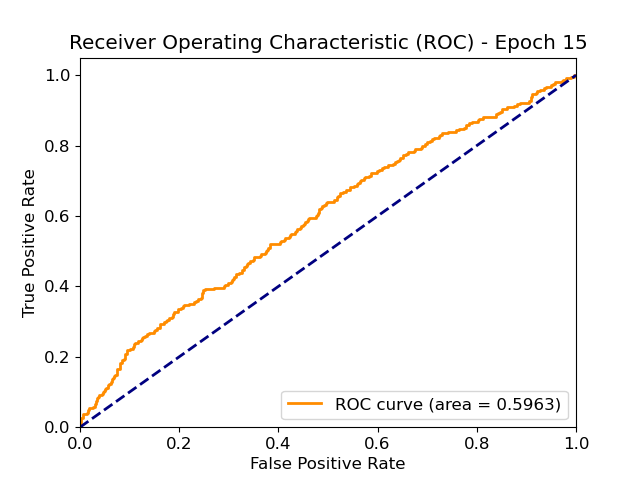 Receiver Operating Characteristic (ROC) - Epoch 15
True Positive Rate
1.0
0.8
0.6
0.4
0.2
0.0
ROC curve (area = 0.5963)
0.0 0.2 0.4 0.6 0.8 1.0
False Positive Rate